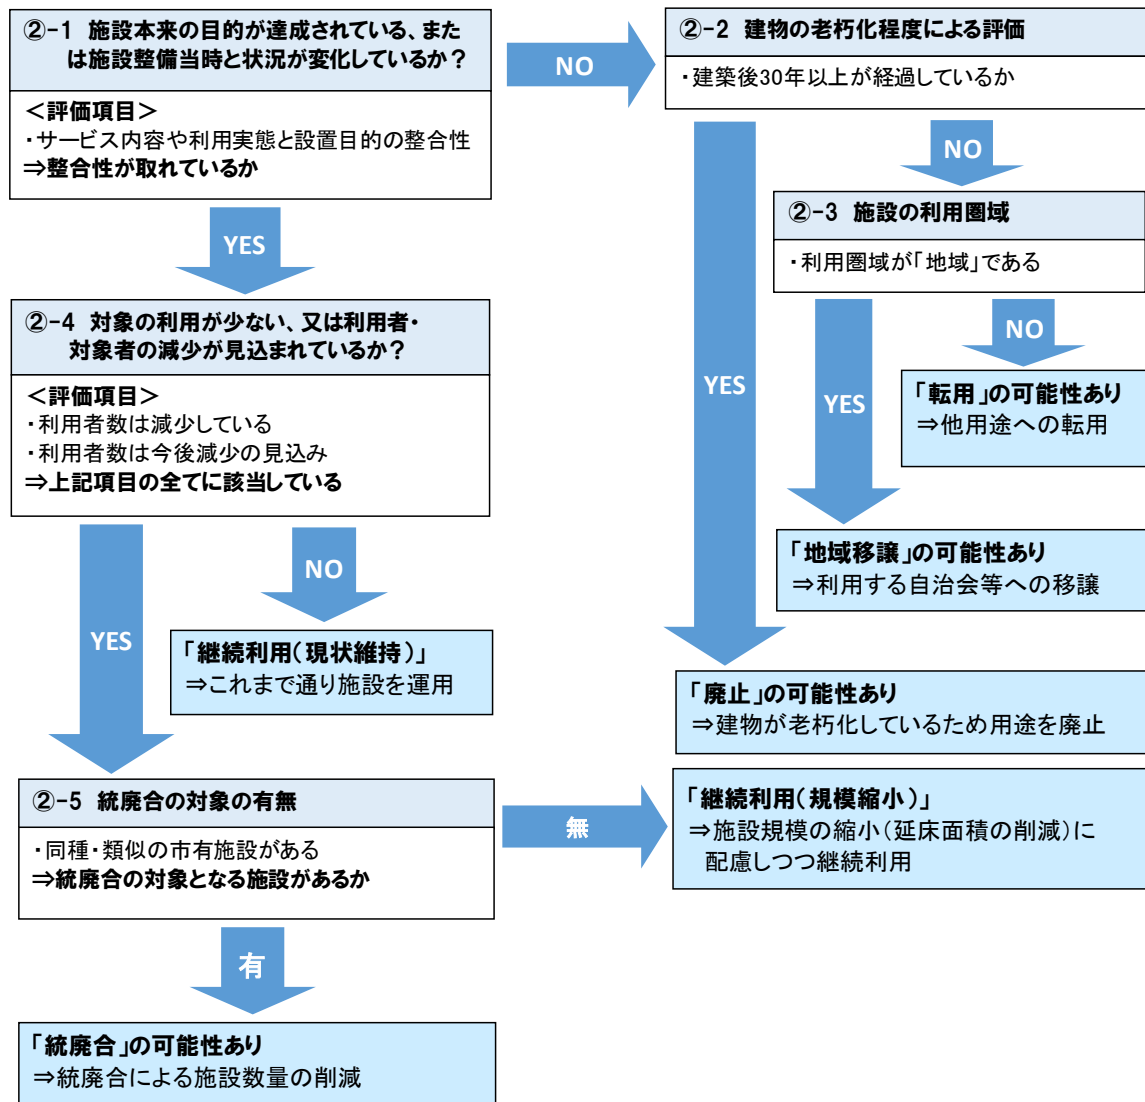 ②-1 施設本来の目的が達成されている、また
は施設整備当時と状況が変化しているか?
<評価項目>
・サービス内容や利用実態と設置目的の整合性
⇒整合性が取れているか
NO
②-2 建物の老朽化程度による評価
・建築後30年以上が経過しているか
NO
YES
②-3 施設の利用圏域
・利用圏域が「地域」である
NO
YES
YES
「転用」の可能性あり
⇒他用途への転用
「地域移譲」の可能性あり
⇒利用する自治会等への移譲
「廃止」の可能性あり
⇒建物が老朽化しているため用途を廃止
②-4 対象の利用が少ない、又は利用者・
対象者の減少が見込まれているか?
<評価項目>
・利用者数は減少している
・利用者数は今後減少の見込み
⇒上記項目の全てに該当している
NO
YES
「継続利用(現状維持)」
⇒これまで通り施設を運用
②-5 統廃合の対象の有無
・同種・類似の市有施設がある
⇒統廃合の対象となる施設があるか
無
「継続利用(規模縮小)」
⇒施設規模の縮小(延床面積の削減)に
配慮しつつ継続利用
有
「統廃合」の可能性あり
⇒統廃合による施設数量の削減